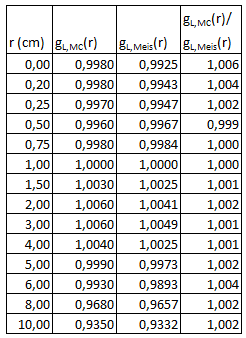 g_L,MC(r)/
r (cm) g_L,MC(r) g_L,Meis(r) g_L,Meis(r)
0,00 0,9980 0,9925 1,006
0,20 0,9980 0,9943 1,004
0,25 0,9970 0,9947 1,002
0,50 0,9960 0,9967 0,999
0,75 0,9980 0,9984 1,000
1,00 1,0000 1,0000 1,000
1,50 1,0030 1,0025 1,001
2,00 1,0060 1,0041 1,002
3,00 1,0060 1,0049 1,001
4,00 1,0040 1,0025 1,001
5,00 0,9990 0,9973 1,002
6,00 0,9930 0,9893 1,004
8,00 0,9680 0,9657 1,002
10,00 0,9350 0,9332 1,002